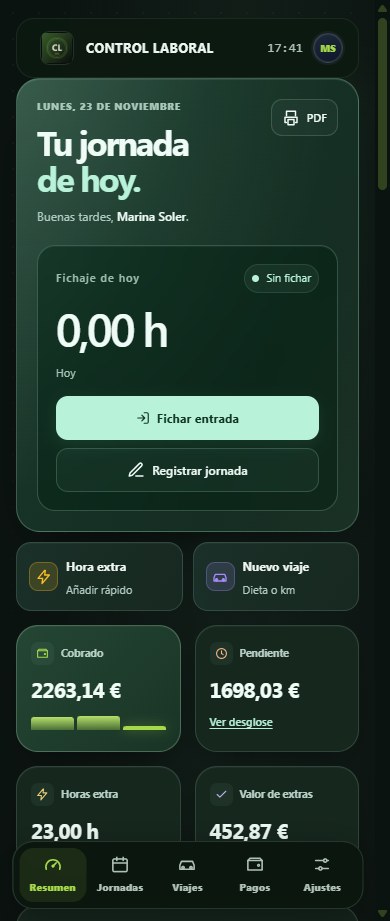 CL
CONTROL LABORAL
17:41
MS
LUNES, 23 DE NOVIEMBRE
PDF
Tu jornada
de hoy.
Buenas tardes, Marina Soler.
Fichaje de hoy
Sin fichar
0,00 h
Hoy
Fichar entrada
Registrar jornada
Hora extra
Añadir rápido
Nuevo viaje
Dieta o km
Cobrado
2263,14 €
Pendiente
1698,03 €
Ver desglose
Horas extra
23,00 h
Valor de extras
452,87 €
Resumen
Jornadas
Viajes
Pagos
Ajustes